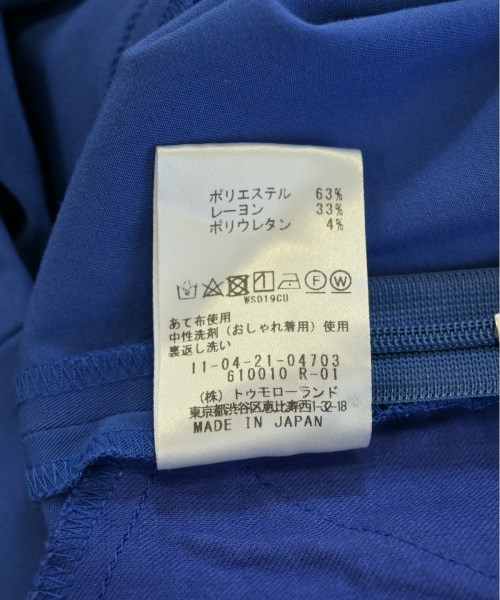 ポリエステル 63%
レーヨン 33%
ポリウレタン 4%
F W
WS019CU
あて布使用
中性洗剤（おしゃれ着用）使用
裏返し洗い
11-04-21-04703
610010 R-01
（株）トゥモローランド
東京都渋谷区恵比寿西1-32-18
MADE IN JAPAN